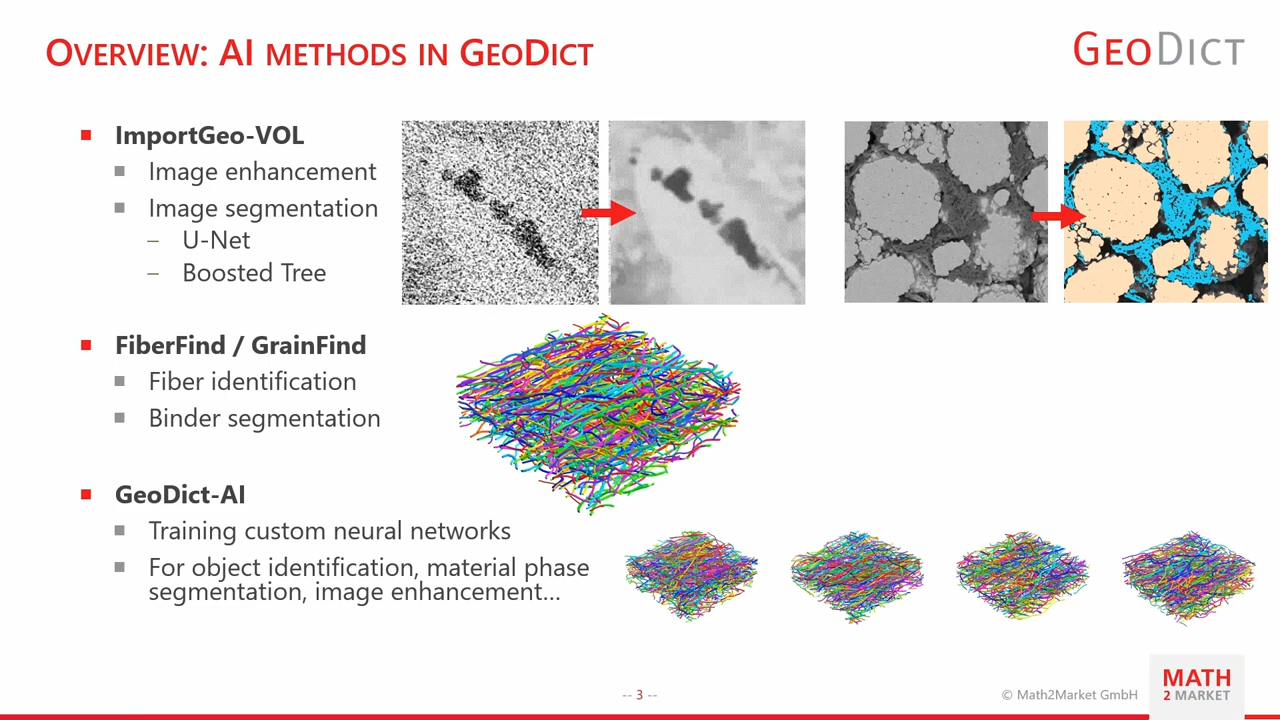 OVERVIEW: AI METHODS IN GEODICT
GEODICT
ImportGeo-VOL
Image enhancement
Image segmentation
– U-Net
– Boosted Tree
FiberFind / GrainFind
Fiber identification
Binder segmentation
GeoDict-AI
Training custom neural networks
For object identification, material phase
segmentation, image enhancement…
-- 3 --
© Math2Market GmbH
MATH
2 MARKET